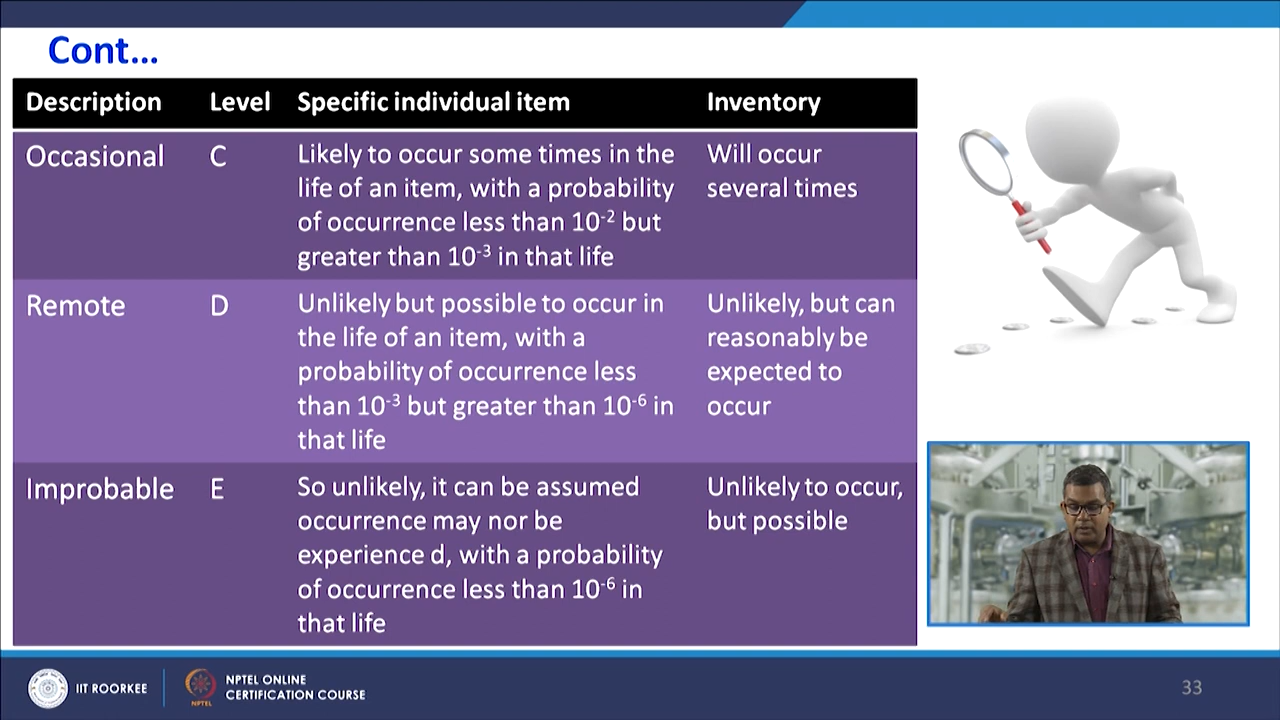 Cont...
Description Level Specific individual item Inventory
Occasional C Likely to occur some times in the Will occur
life of an item, with a probability several times
of occurrence less than 10-2 but
greater than 10-3 in that life
Remote D Unlikely but possible to occur in Unlikely, but can
the life of an item, with a reasonably be
probability of occurrence less expected to
than 10-3 but greater than 10-6 in occur
that life
Improbable E So unlikely, it can be assumed Unlikely to occur,
occurrence may nor be but possible
experience d, with a probability
of occurrence less than 10-6 in
that life
IIT ROORKEE
NPTEL
NPTEL ONLINE
CERTIFICATION COURSE
33